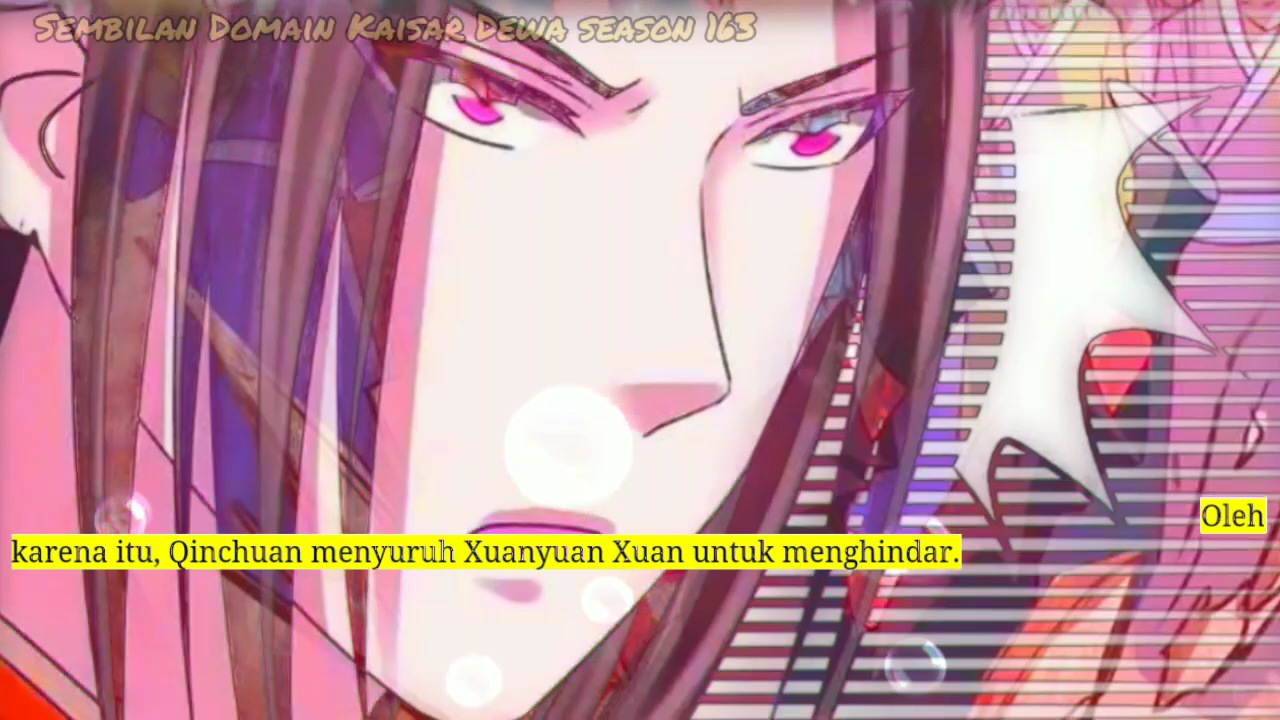 Sembilan Domain Kaisar Dewa season 163
Oleh
karena itu, Qinchuan menyuruh Xuanyuan Xuan untuk menghindar.